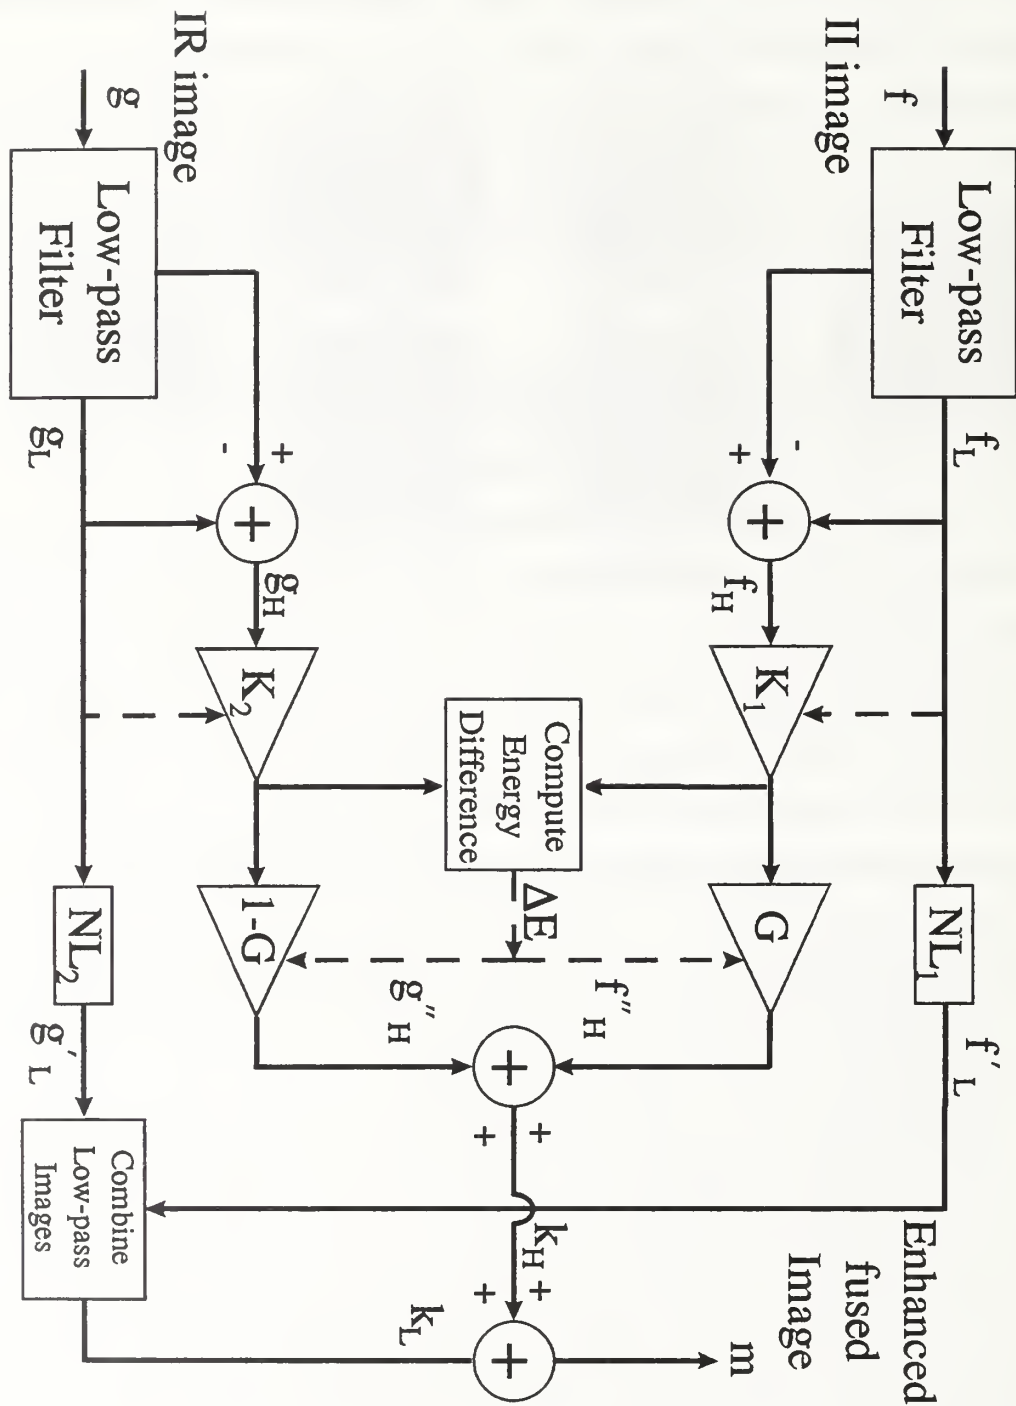 II image
f
Low-pass
Filter
f_L
-
+
+
f_H
K_1
G
NL_1
f'_L
Enhanced
fused
Image
m
Compute
Energy
Difference
ΔE
f''_H
g''_H
+
+
+
k_H
+
+
+
k_L
IR image
g
Low-pass
Filter
g_L
+
-
+
g_H
K_2
1-G
NL_2
g'_L
Combine
Low-pass
Images